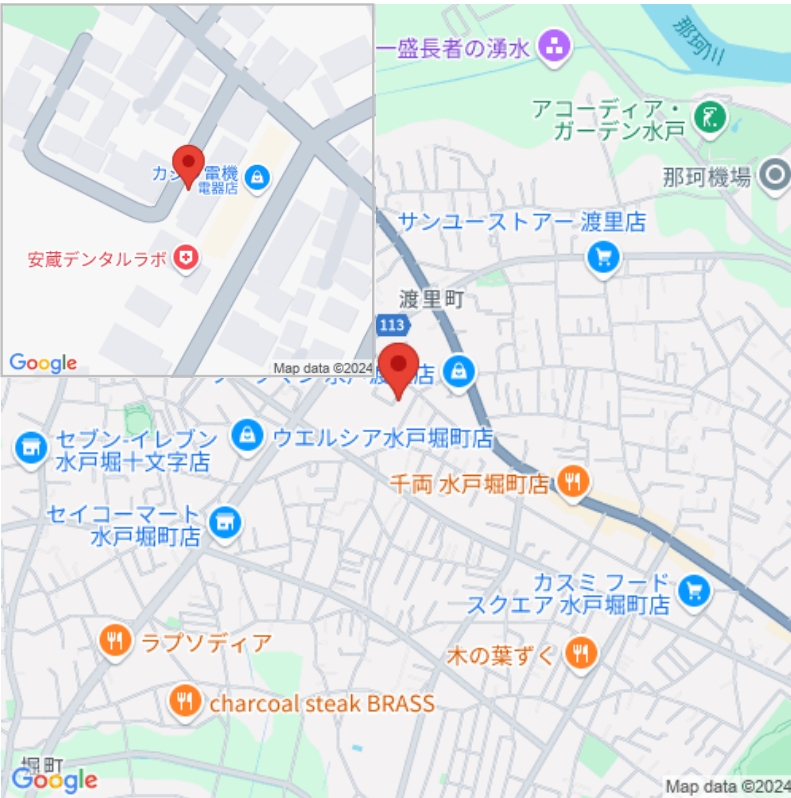 一盛長者の湧水
那珂川
アコーディア・
ガーデン水戸
那珂機場
カ 電機
電器店
サンユーストアー 渡里店
安蔵デンタルラボ
渡里町
113
Google
Map data ©2024
店
セブン-イレブン
水戸堀十文字店
ウエルシア水戸堀町店
千両 水戸堀町店
セイコーマート
水戸堀町店
カスミ フード
スクエア 水戸堀町店
ラプソディア
木の葉ずく
charcoal steak BRASS
堀町
Google
Map data ©2024